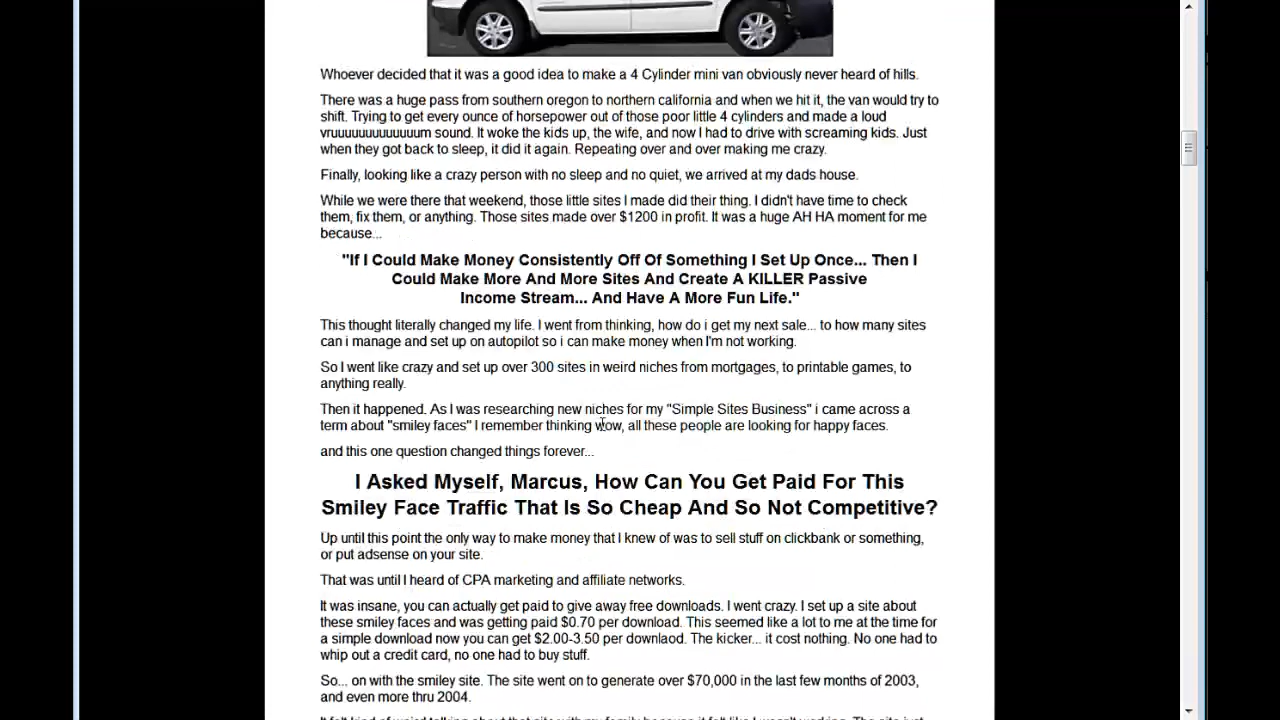 Whoever decided that it was a good idea to make a 4 Cylinder mini van obviously never heard of hills.
There was a huge pass from southern oregon to northern california and when we hit it, the van would try to
shift. Trying to get every ounce of horsepower out of those poor little 4 cylinders and made a loud
vruuuuuuuuuuum sound. It woke the kids up, the wife, and now I had to drive with screaming kids. Just
when they got back to sleep, it did it again. Repeating over and over making me crazy.
Finally, looking like a crazy person with no sleep and no quiet, we arrived at my dads house.
While we were there that weekend, those little sites I made did their thing. I didn't have time to check
them, fix them, or anything. Those sites made over $1200 in profit. It was a huge AH HA moment for me
because...
"If I Could Make Money Consistently Off Of Something I Set Up Once... Then I
Could Make More And More Sites And Create A KILLER Passive
Income Stream... And Have A More Fun Life."
This thought literally changed my life. I went from thinking, how do i get my next sale... to how many sites
can i manage and set up on autopilot so i can make money when I'm not working.
So I went like crazy and set up over 300 sites in weird niches from mortgages, to printable games, to
anything really.
Then it happened. As I was researching new niches for my "Simple Sites Business" i came across a
term about "smiley faces" I remember thinking wow, all these people are looking for happy faces.
and this one question changed things forever...
I Asked Myself, Marcus, How Can You Get Paid For This
Smiley Face Traffic That Is So Cheap And So Not Competitive?
Up until this point the only way to make money that I knew of was to sell stuff on clickbank or something,
or put adsense on your site.
That was until I heard of CPA marketing and affiliate networks.
It was insane, you can actually get paid to give away free downloads. I went crazy. I set up a site about
these smiley faces and was getting paid $0.70 per download. This seemed like a lot to me at the time for
a simple download now you can get $2.00-3.50 per downlaod. The kicker... it cost nothing. No one had to
whip out a credit card, no one had to buy stuff.
So... on with the smiley site. The site went on to generate over $70,000 in the last few months of 2003,
and even more thru 2004.